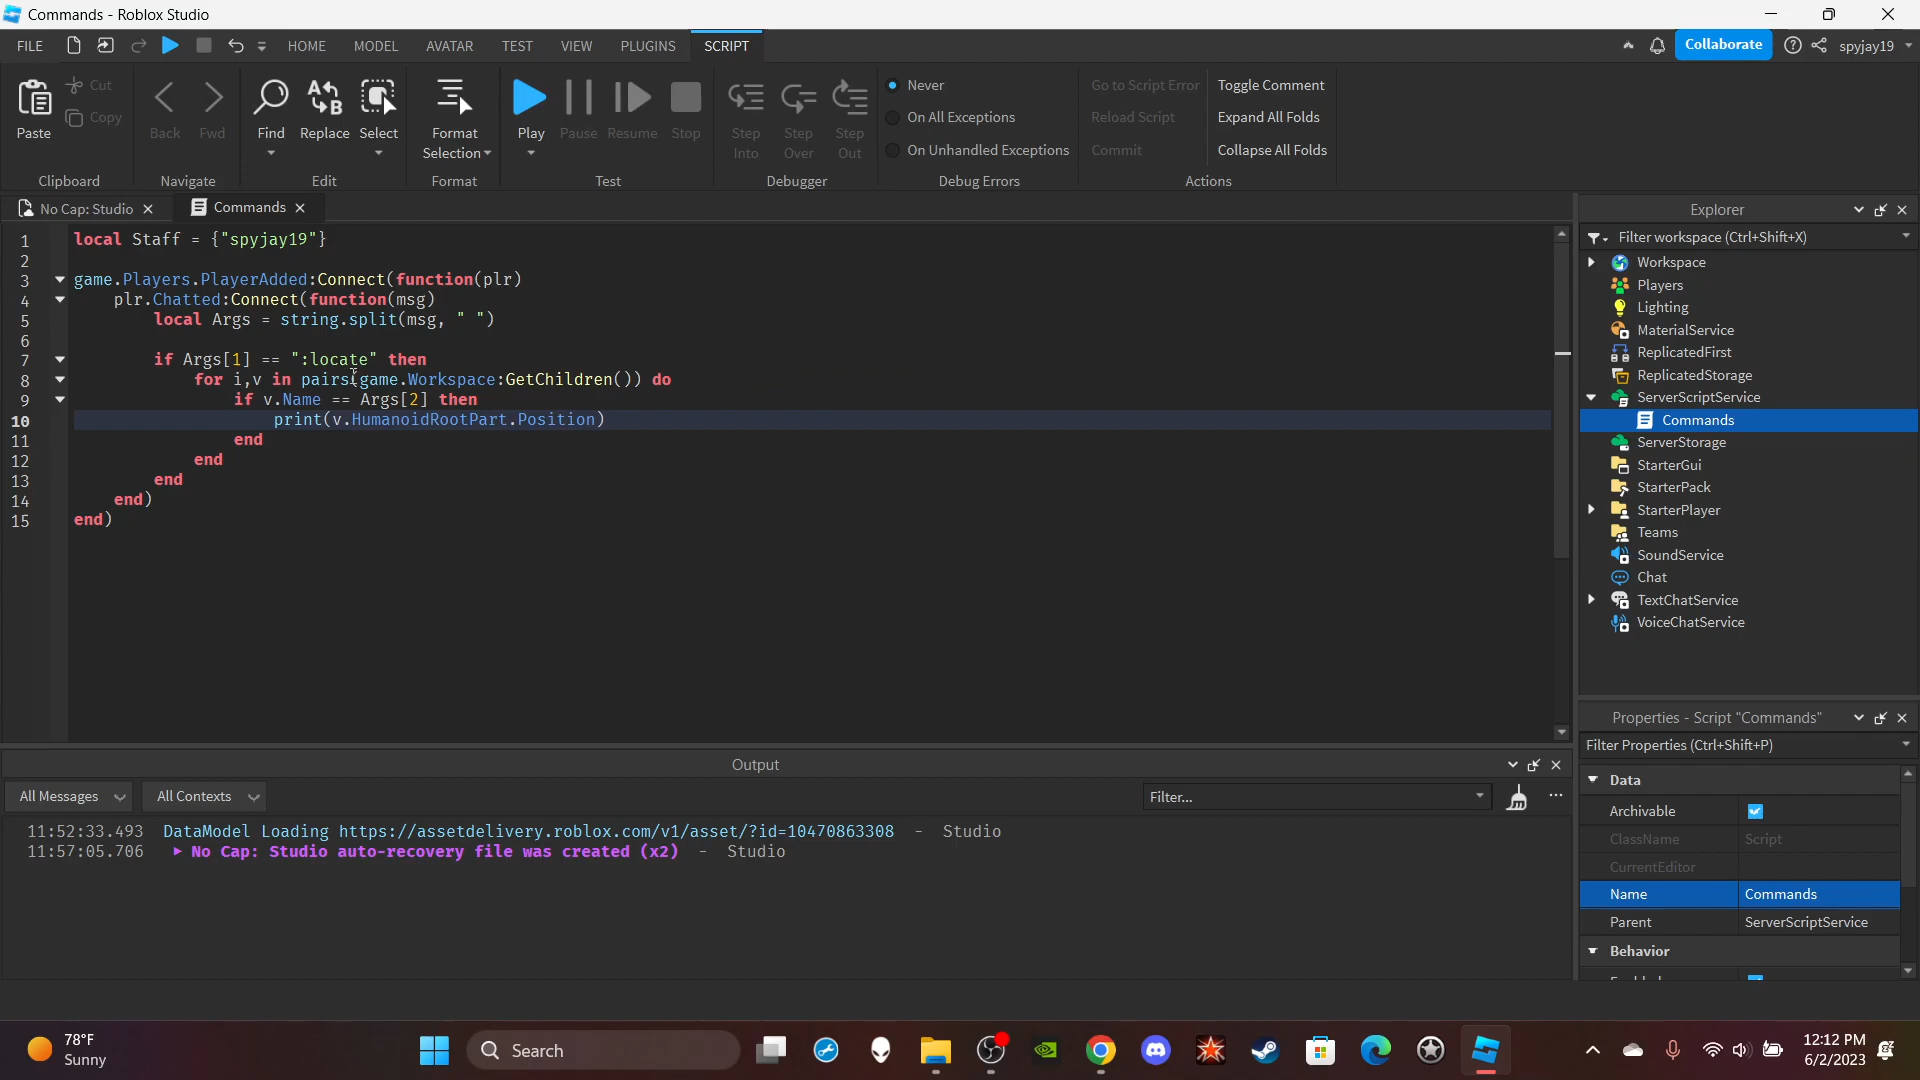 Commands - Roblox Studio
FILE HOME MODEL AVATAR TEST VIEW PLUGINS SCRIPT Collaborate spyjay19
Paste Cut Copy
Clipboard
Back Fwd
Navigate
Find Replace Select
Edit
Format Selection
Format
Play Pause Resume Stop
Test
Step Into Step Over Step Out
Debugger
Never
On All Exceptions
On Unhandled Exceptions
Debug Errors
Go to Script Error Toggle Comment
Reload Script Expand All Folds
Commit Collapse All Folds
Actions
No Cap: Studio Commands
1 local Staff = {"spyjay19"}
2
3 game.Players.PlayerAdded:Connect(function(plr)
4 plr.Chatted:Connect(function(msg)
5 local Args = string.split(msg, " ")
6
7 if Args[1] == ":locate" then
8 for i,v in pairs(game.Workspace:GetChildren()) do
9 if v.Name == Args[2] then
10 print(v.HumanoidRootPart.Position)
11 end
12 end
13 end
14 end)
15 end)
Explorer
Filter workspace (Ctrl+Shift+X)
Workspace
Players
Lighting
MaterialService
ReplicatedFirst
ReplicatedStorage
ServerScriptService
Commands
ServerStorage
StarterGui
StarterPack
StarterPlayer
Teams
SoundService
Chat
TextChatService
VoiceChatService
Properties - Script "Commands"
Filter Properties (Ctrl+Shift+P)
Data
Archivable
ClassName Script
CurrentEditor
Name Commands
Parent ServerScriptService
Behavior
Output
All Messages All Contexts Filter...
11:52:33.493 DataModel Loading https://assetdelivery.roblox.com/v1/asset/?id=10470863308 - Studio
11:57:05.706 No Cap: Studio auto-recovery file was created (x2) - Studio
78°F
Sunny
Search
12:12 PM
6/2/2023